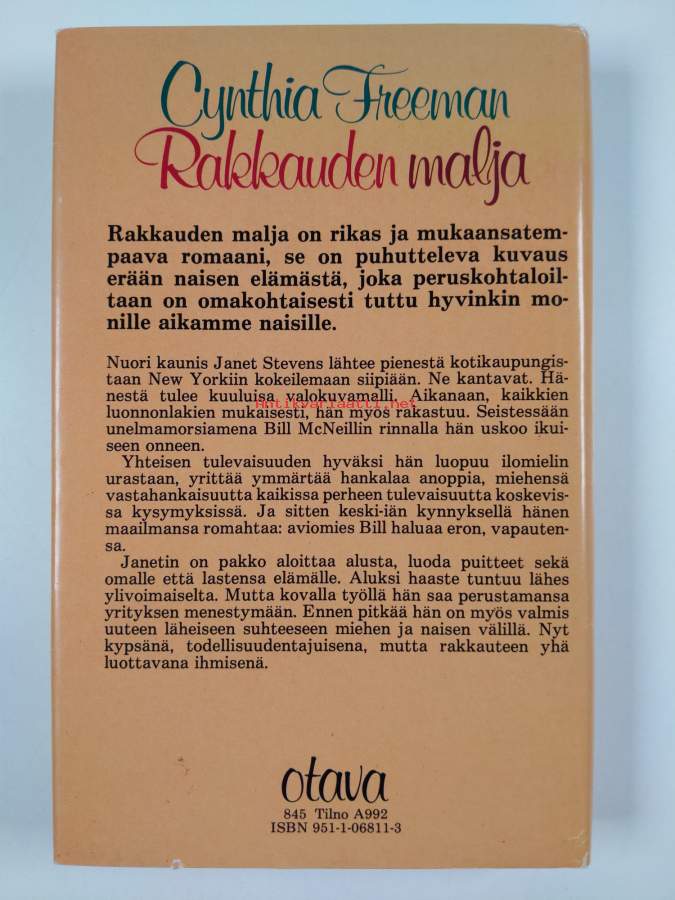 Cynthia Freeman
Rakkauden malja
Rakkauden malja on rikas ja mukaansatem-
paava romaani, se on puhutteleva kuvaus
erään naisen elämästä, joka peruskohtaloil-
taan on omakohtaisesti tuttu hyvinkin mo-
nille aikamme naisille.
Nuori kaunis Janet Stevens lähtee pienestä kotikaupungis-
taan New Yorkiin kokeilemaan siipiään. Ne kantavat. Hä-
nestä tulee kuuluisa valokuvamalli. Aikanaan, kaikkien
Antikvariaatti.net
luonnonlakien mukaisesti, hän myös rakastuu. Seistessään
unelmamorsiamena Bill McNeillin rinnalla hän uskoo ikui-
seen onneen.
Yhteisen tulevaisuuden hyväksi hän luopuu ilomielin
urastaan, yrittää ymmärtää hankalaa anoppia, miehensä
vastahankaisuutta kaikissa perheen tulevaisuutta koskevis-
sa kysymyksissä. Ja sitten keski-iän kynnyksellä hänen
maailmansa romahtaa: aviomies Bill haluaa eron, vapauten-
sa.
Janetin on pakko aloittaa alusta, luoda puitteet sekä
omalle että lastensa elämälle. Aluksi haaste tuntuu lähes
ylivoimaiselta. Mutta kovalla työllä hän saa perustamansa
yrityksen menestymään. Ennen pitkää hän on myös valmis
uuteen läheiseen suhteeseen miehen ja naisen välillä. Nyt
kypsänä, todellisuudentajuisena, mutta rakkauteen yhä
luottavana ihmisenä.
otava
845 Tilno A992
ISBN 951-1-06811-3